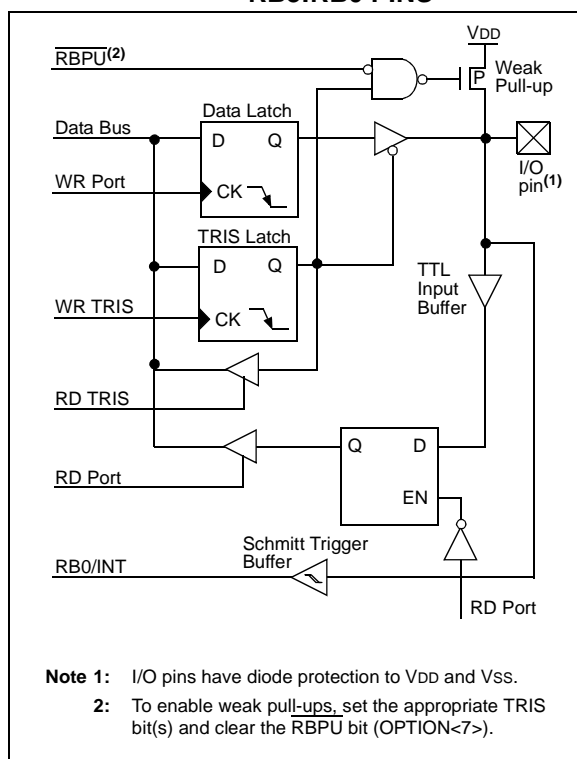 RBPU(2)
VDD
P
Weak
Pull-up
Data Latch
Data Bus
D
Q
WR Port
CK
I/O
pin(1)
TRIS Latch
D
Q
WR TRIS
CK
TTL
Input
Buffer
RD TRIS
Q
D
RD Port
EN
Schmitt Trigger
Buffer
RB0/INT
RD Port
Note 1: I/O pins have diode protection to VDD and VSS.
2: To enable weak pull-ups, set the appropriate TRIS
bit(s) and clear the RBPU bit (OPTION<7>).